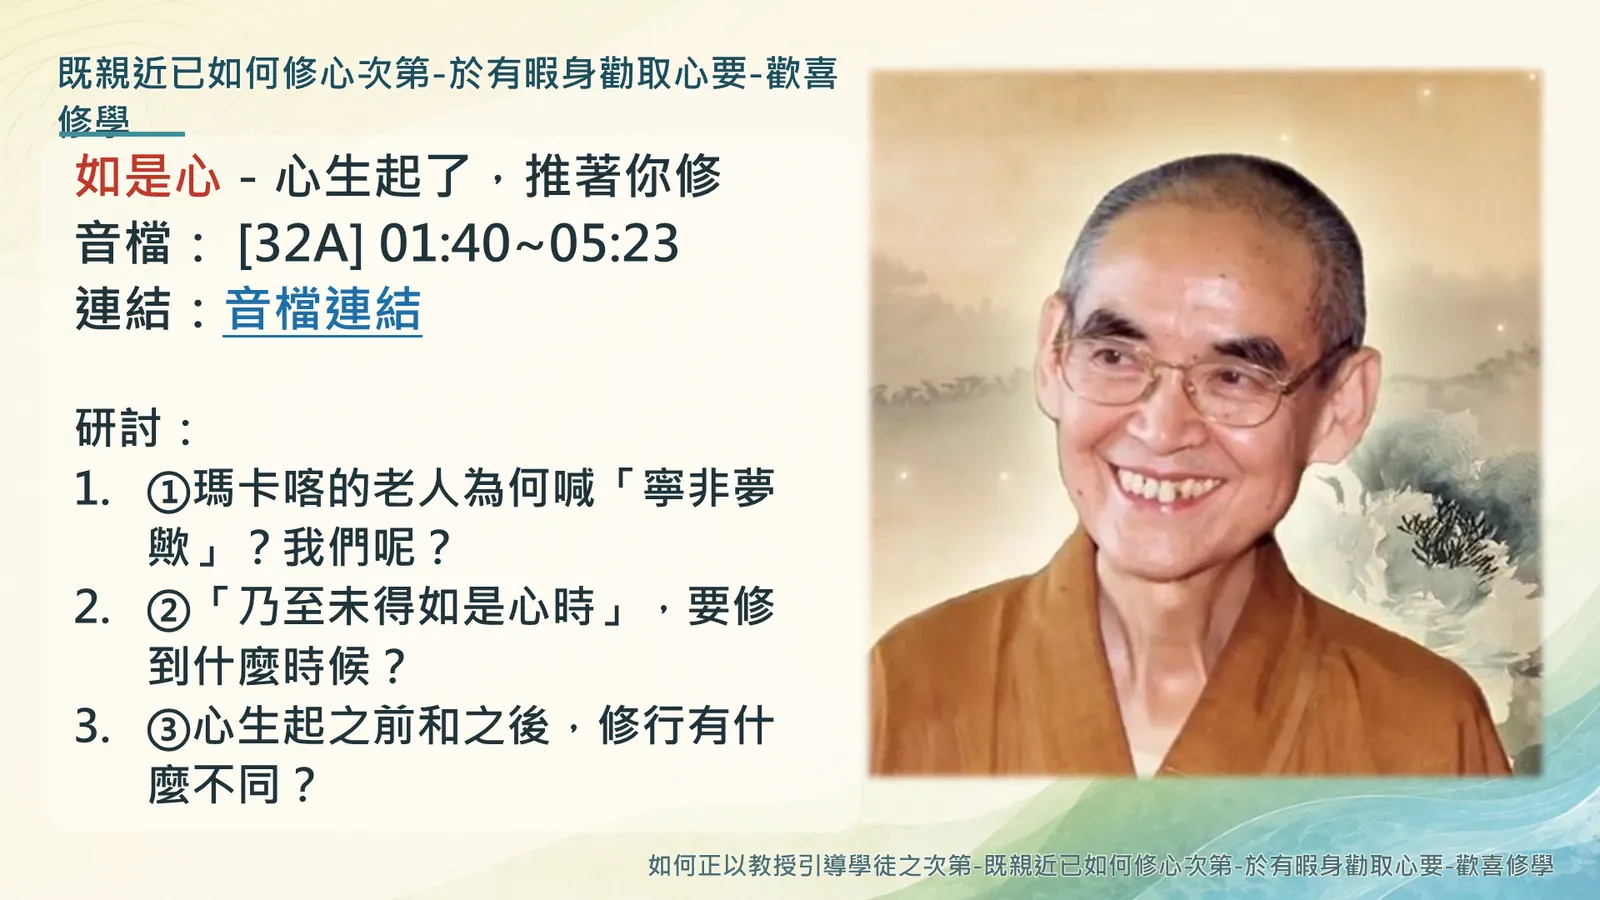 既親近已如何修心次第-於有暇身勸取心要-歡喜
修學
如是心 - 心生起了，推著你修
音檔： [32A] 01:40~05:23
連結：音檔連結
研討：
1. ①瑪卡喀的老人為何喊「寧非夢
歟」？我們呢？
2. ②「乃至未得如是心時」，要修
到什麼時候？
3. ③心生起之前和之後，修行有什
麼不同？
如何正以教授引導學徒之次第-既親近已如何修心次第-於有暇身勸取心要-歡喜修學